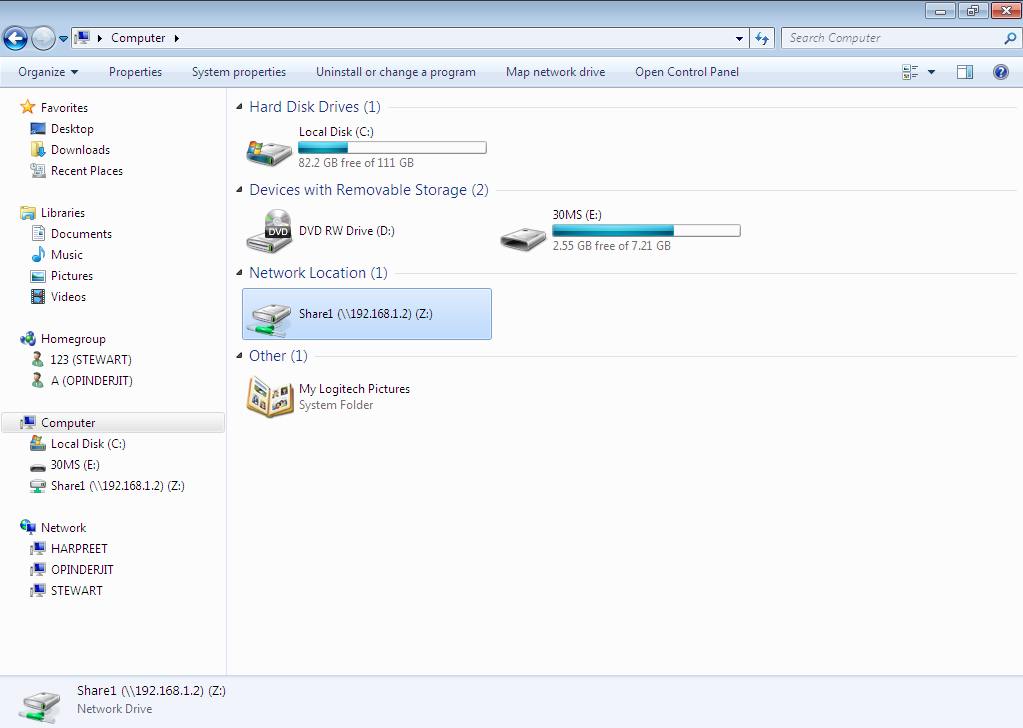 Computer
Search Computer
Organize
Properties
System properties
Uninstall or change a program
Map network drive
Open Control Panel
Favorites
Desktop
Downloads
Recent Places
Libraries
Documents
Music
Pictures
Videos
Homegroup
123 (STEWART)
A (OPINDERJIT)
Computer
Local Disk (C:)
30MS (E:)
Share1 (\\192.168.1.2) (Z:)
Network
HARPREET
OPINDERJIT
STEWART
Hard Disk Drives (1)
Local Disk (C:)
82.2 GB free of 111 GB
Devices with Removable Storage (2)
DVD
DVD RW Drive (D:)
30MS (E:)
2.55 GB free of 7.21 GB
Network Location (1)
Share1 (\\192.168.1.2) (Z:)
Other (1)
My Logitech Pictures
System Folder
Share1 (\\192.168.1.2) (Z:)
Network Drive